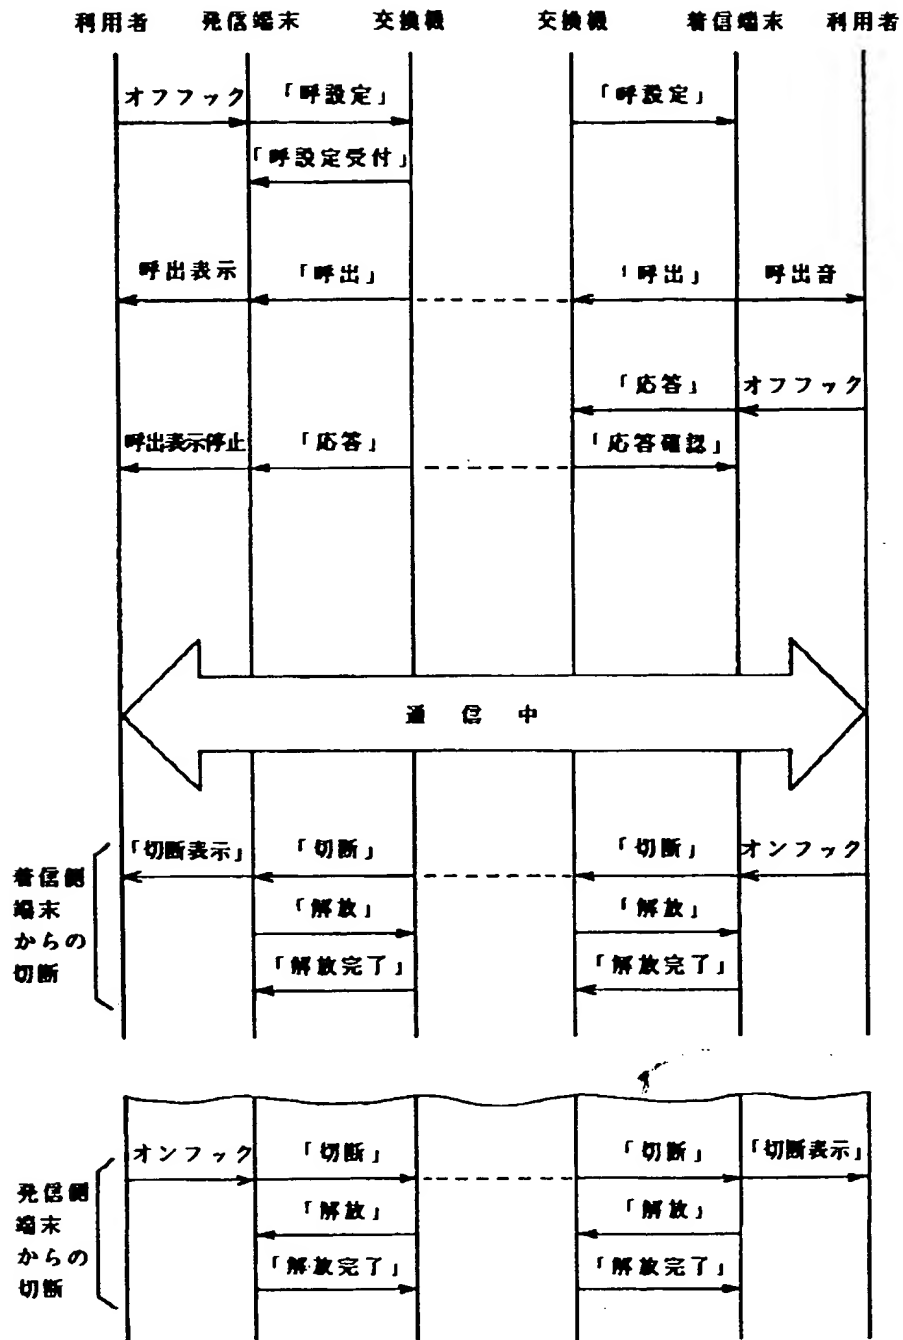 利用者 発信端末 交換機 交換機 着信端末 利用者
オフフック 「呼設定」 「呼設定」
「呼設定受付」
呼出表示 「呼出」 「呼出」 呼出音
「応答」 オフフック
呼出表示停止 「応答」 「応答確認」
通信中
「切断表示」 「切断」 「切断」 オンフック
着信側
端末
からの
切断
「解放」 「解放」
「解放完了」 「解放完了」
オンフック 「切断」 「切断」 「切断表示」
発信側
端末
からの
切断
「解放」 「解放」
「解放完了」 「解放完了」